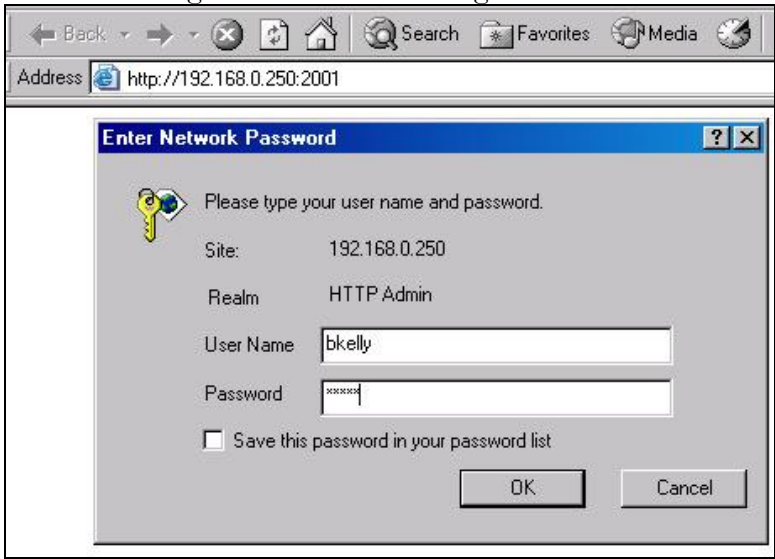 Back
Search
Favorites
Media
Address
http://192.168.0.250:2001
Enter Network Password
Please type your user name and password.
Site: 192.168.0.250
Realm HTTP Admin
User Name bkelly
Password xxxxx
Save this password in your password list
OK
Cancel